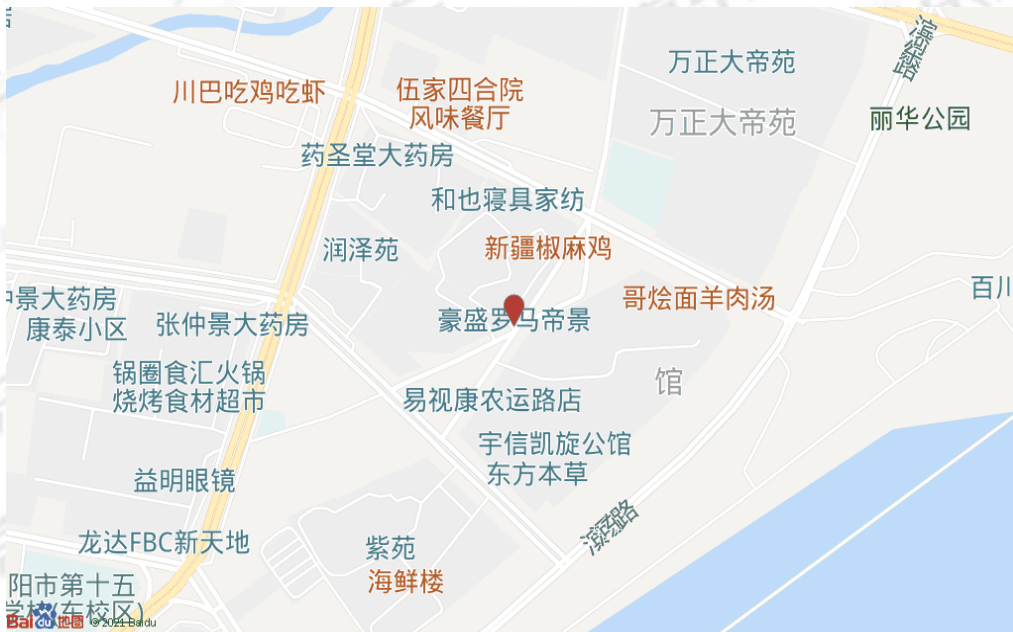 万正大帝苑
川巴吃鸡吃虾
伍家四合院
风味餐厅
万正大帝苑
丽华公园
药圣堂大药房
和也寝具家纺
润泽苑
新疆椒麻鸡
百川
仲景大药房
哥烩面羊肉汤
康泰小区
张仲景大药房
豪盛罗马帝景
锅圈食汇火锅
烧烤食材超市
馆
易视康农运路店
宇信凯旋公馆
东方本草
益明眼镜
龙达FBC新天地
紫苑
海鲜楼
阳市第十五
学校(东校区)
Baidu地图
© 2021 Baidu